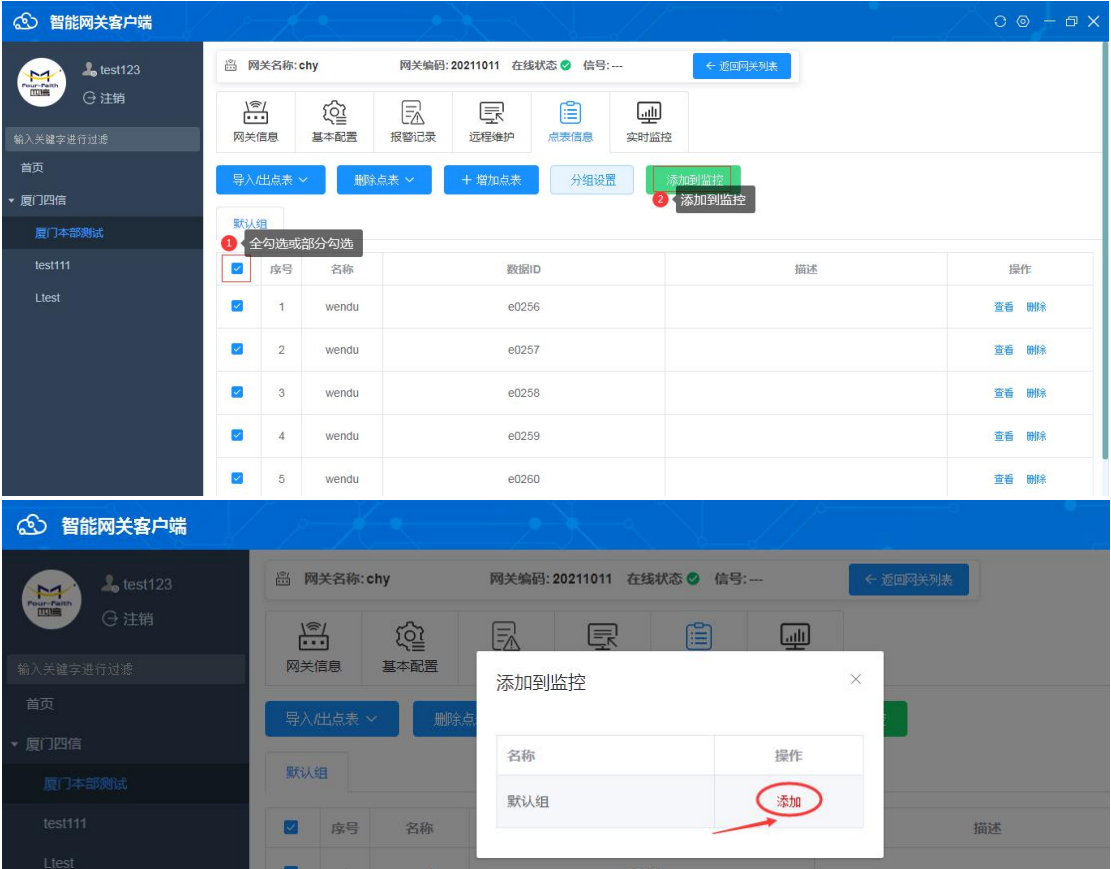 智能网关客户端
test123
注销
Four-Faith
四信
输入关键字进行过滤
首页
厦门四信
厦门本部测试
test111
Ltest
网关名称:chy 网关编码:20211011 在线状态 信号:--- 返回网关列表
网关信息 基本配置 报警记录 远程维护 点表信息 实时监控
导入/出点表 删除点表 + 增加点表 分组设置 添加到监控
2 添加到监控
默认组
1 全勾选或部分勾选
序号 名称 数据ID 描述 操作
1 wendu e0256 查看 删除
2 wendu e0257 查看 删除
3 wendu e0258 查看 删除
4 wendu e0259 查看 删除
5 wendu e0260 查看 删除
智能网关客户端
test123
注销
Four-Faith
四信
输入关键字进行过滤
首页
厦门四信
厦门本部测试
test111
Ltest
网关名称:chy 网关编码:20211011 在线状态 信号:--- 返回网关列表
网关信息 基本配置
导入/出点表 删除点
默认组
序号 名称 描述
添加到监控
名称 操作
默认组 添加